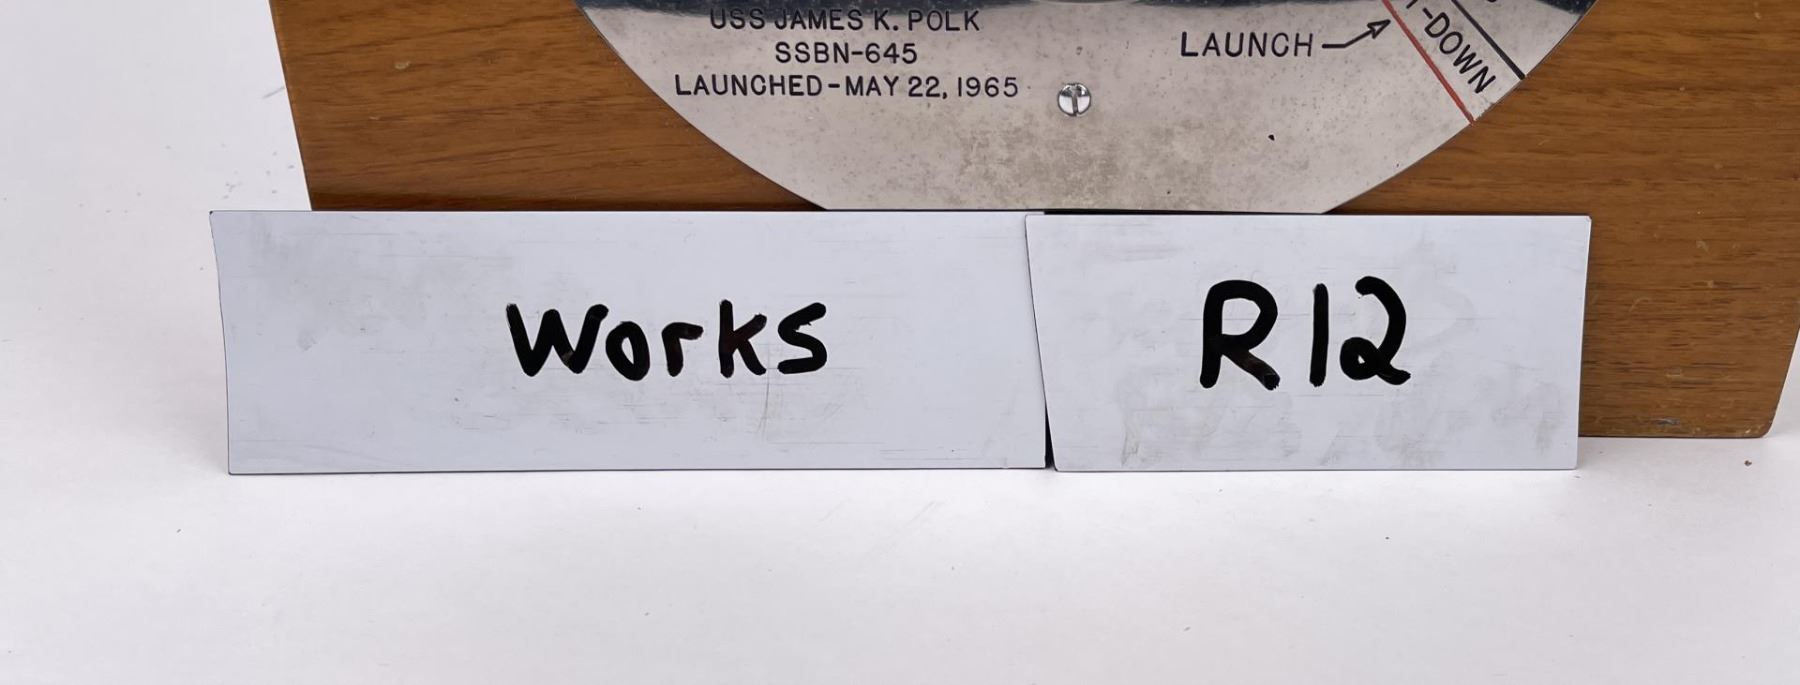 USS JAMES K. POLK
SSBN-645
LAUNCHED-MAY 22, 1965
LAUNCH
-DOWN
Works
R12